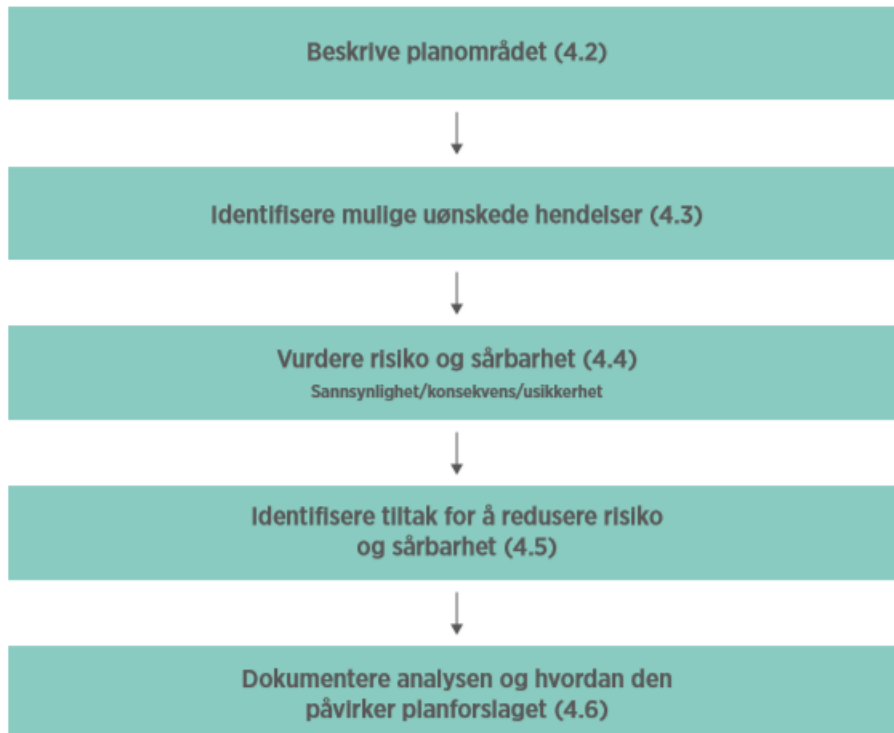 Beskrive planområdet (4.2)
Identifisere mulige uønskede hendelser (4.3)
Vurdere risiko og sårbarhet (4.4)
Sannsynlighet/konsekvens/usikkerhet
Identifisere tiltak for å redusere risiko
og sårbarhet (4.5)
Dokumentere analysen og hvordan den
påvirker planforslaget (4.6)